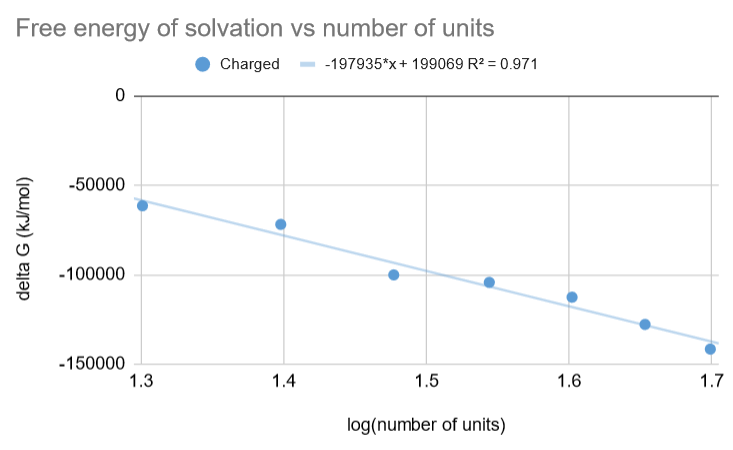 Free energy of solvation vs number of units
Charged -197935*x + 199069 R² = 0.971
0
-50000
-100000
-150000
delta G (kJ/mol)
1.3 1.4 1.5 1.6 1.7
log(number of units)